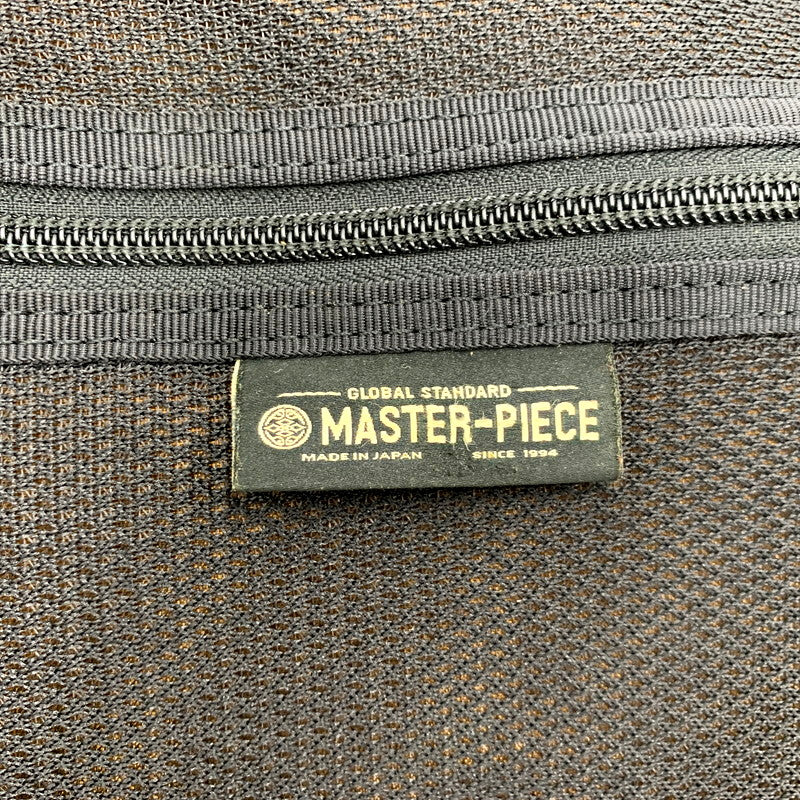 GLOBAL STANDARD
MASTER-PIECE
MADE IN JAPAN SINCE 1994